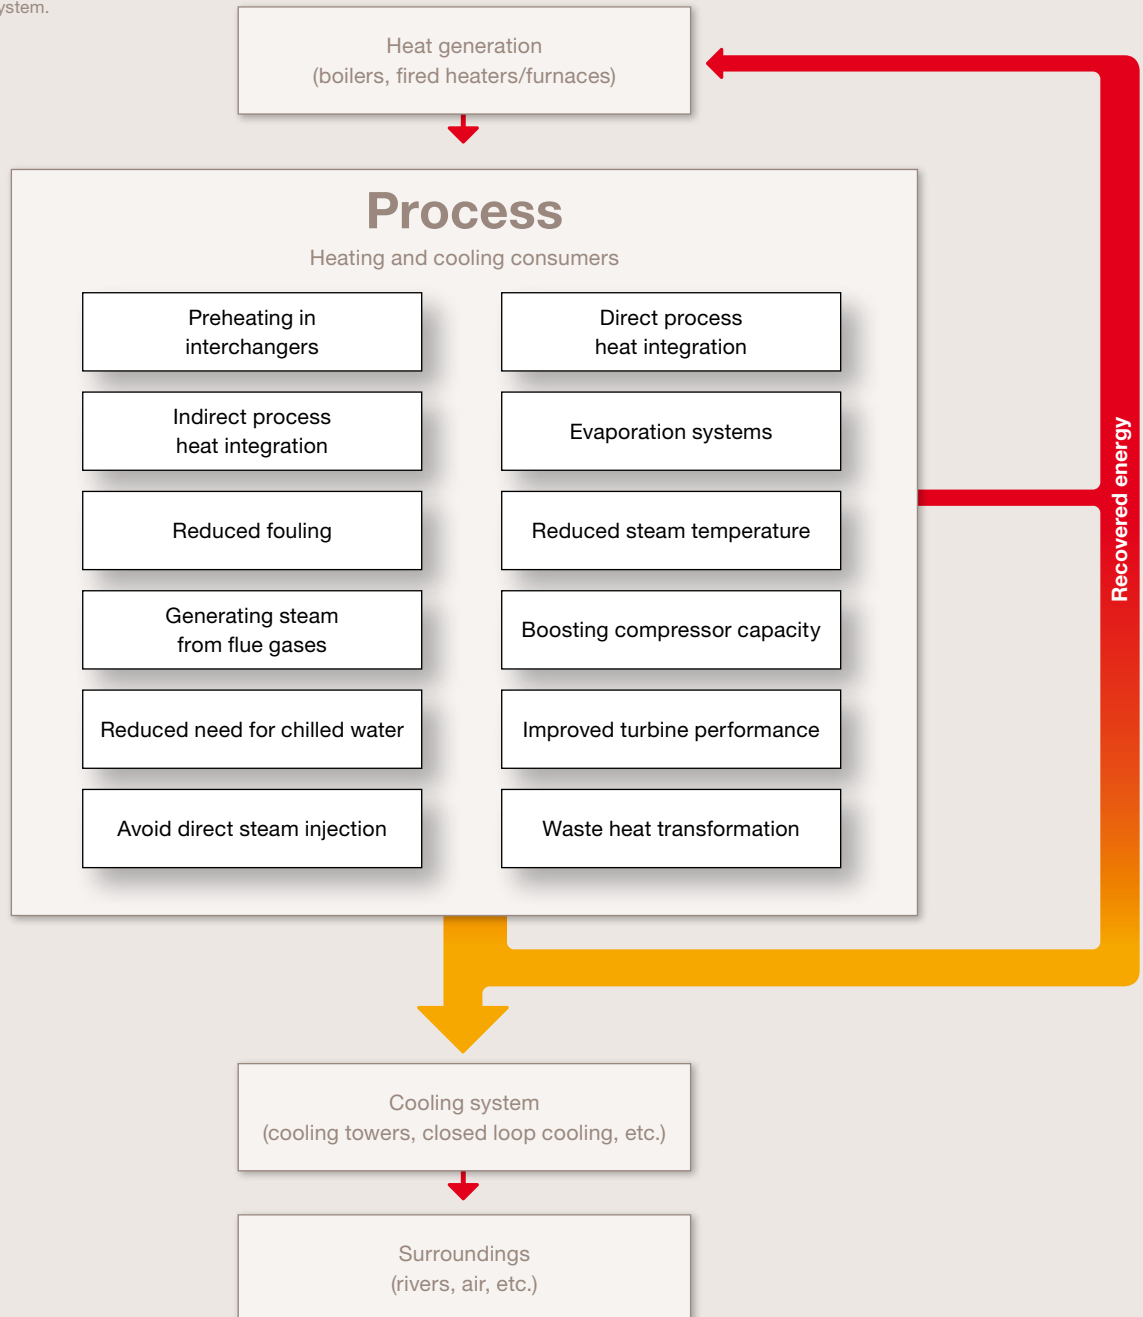 ystem.
Heat generation
(boilers, fired heaters/furnaces)
Process
Heating and cooling consumers
Preheating in
interchangers
Direct process
heat integration
Indirect process
heat integration
Evaporation systems
Reduced fouling
Reduced steam temperature
Generating steam
from flue gases
Boosting compressor capacity
Reduced need for chilled water
Improved turbine performance
Avoid direct steam injection
Waste heat transformation
Recovered energy
Cooling system
(cooling towers, closed loop cooling, etc.)
Surroundings
(rivers, air, etc.)